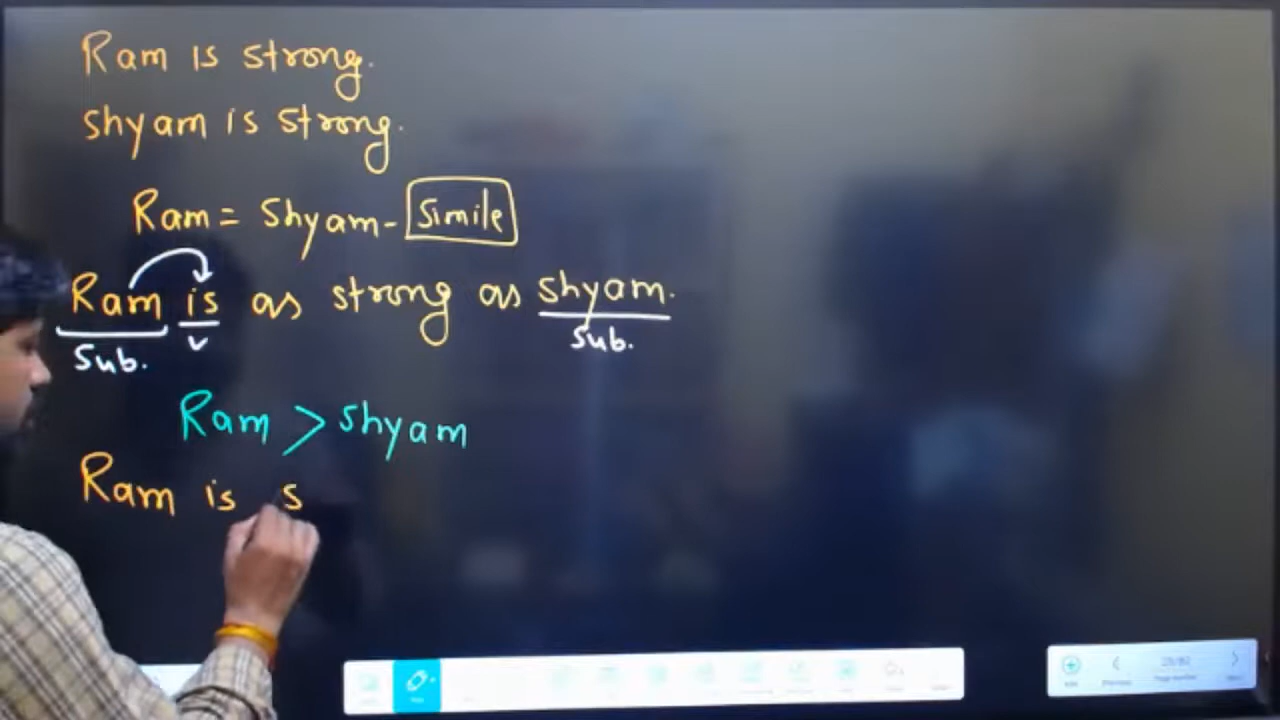 Ram is strong.
shyam is strong.
Ram = Shyam - Simile
Ram is as strong as shyam.
Sub. v Sub.
Ram > shyam
Ram is s